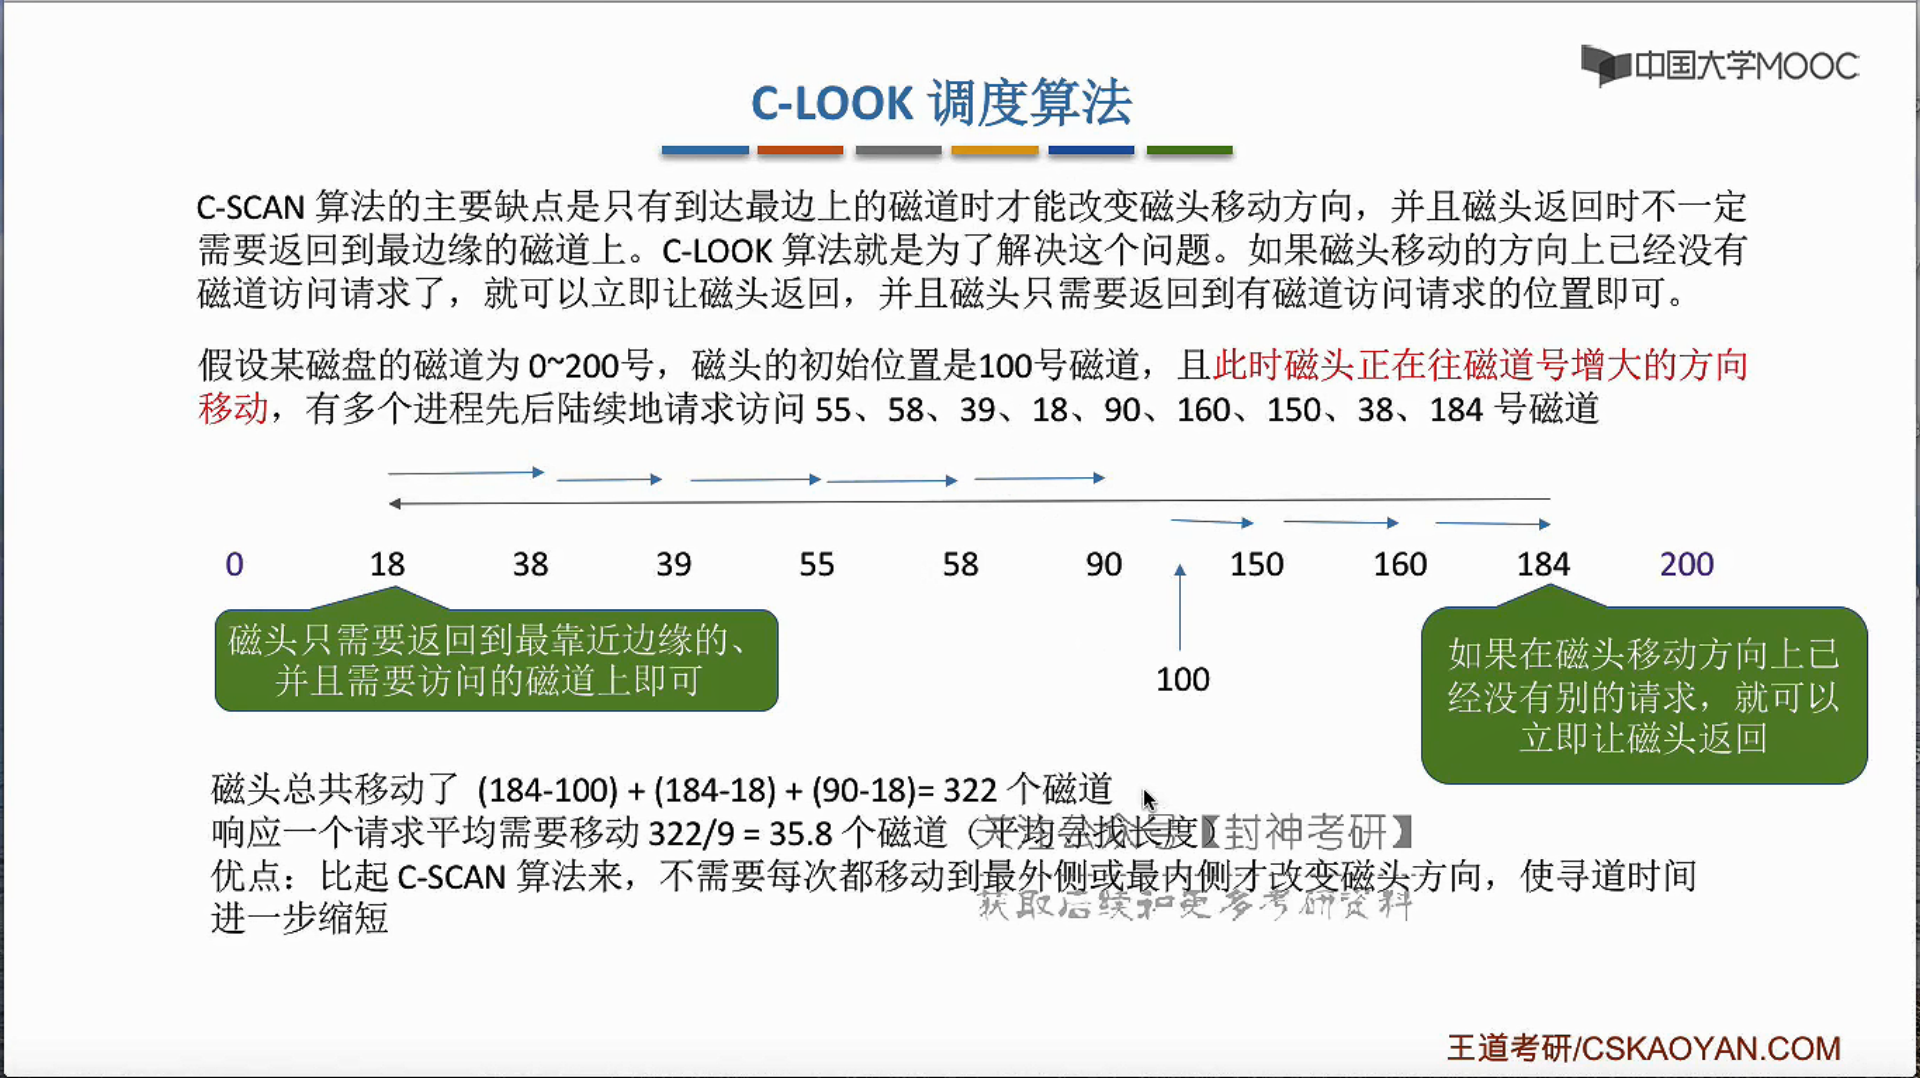 中国大学MOOC
C-LOOK 调度算法
C-SCAN 算法的主要缺点是只有到达最边上的磁道时才能改变磁头移动方向，并且磁头返回时不一定
需要返回到最边缘的磁道上。C-LOOK 算法就是为了解决这个问题。如果磁头移动的方向上已经没有
磁道访问请求了，就可以立即让磁头返回，并且磁头只需要返回到有磁道访问请求的位置即可。
假设某磁盘的磁道为 0~200号，磁头的初始位置是100号磁道，且此时磁头正在往磁道号增大的方向
移动，有多个进程先后陆续地请求访问 55、58、39、18、90、160、150、38、184 号磁道
0 18 38 39 55 58 90 150 160 184 200
磁头只需要返回到最靠近边缘的、
并且需要访问的磁道上即可
100
如果在磁头移动方向上已
经没有别的请求，就可以
立即让磁头返回
磁头总共移动了 (184-100) + (184-18) + (90-18)= 322 个磁道
响应一个请求平均需要移动 322/9 = 35.8 个磁道（平均寻找长度）
关注公众号【封神考研】
优点：比起 C-SCAN 算法来，不需要每次都移动到最外侧或最内侧才改变磁头方向，使寻道时间
进一步缩短
获取后续和更多考研资料
王道考研/CSKAOYAN.COM